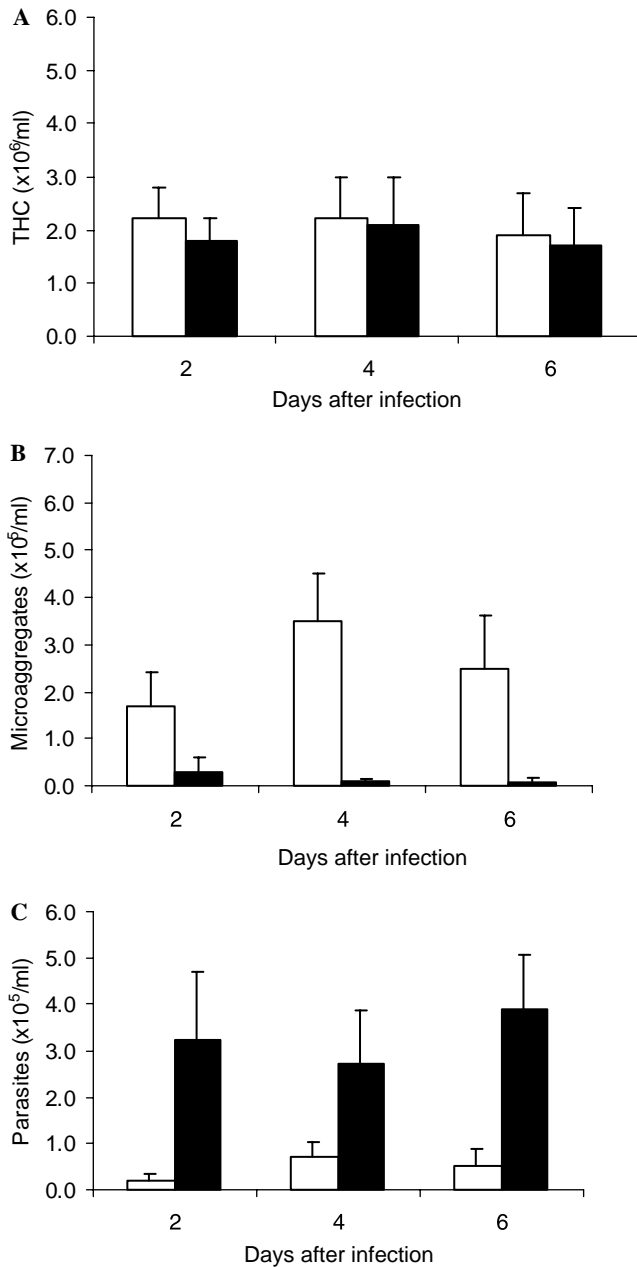 A
6.0
5.0
4.0
3.0
2.0
1.0
0.0
THC (x10⁶/ml)
2 4 6
Days after infection
B
7.0
6.0
5.0
4.0
3.0
2.0
1.0
0.0
Microaggregates (x10⁵/ml)
2 4 6
Days after infection
C
6.0
5.0
4.0
3.0
2.0
1.0
0.0
Parasites (x10⁵/ml)
2 4 6
Days after infection